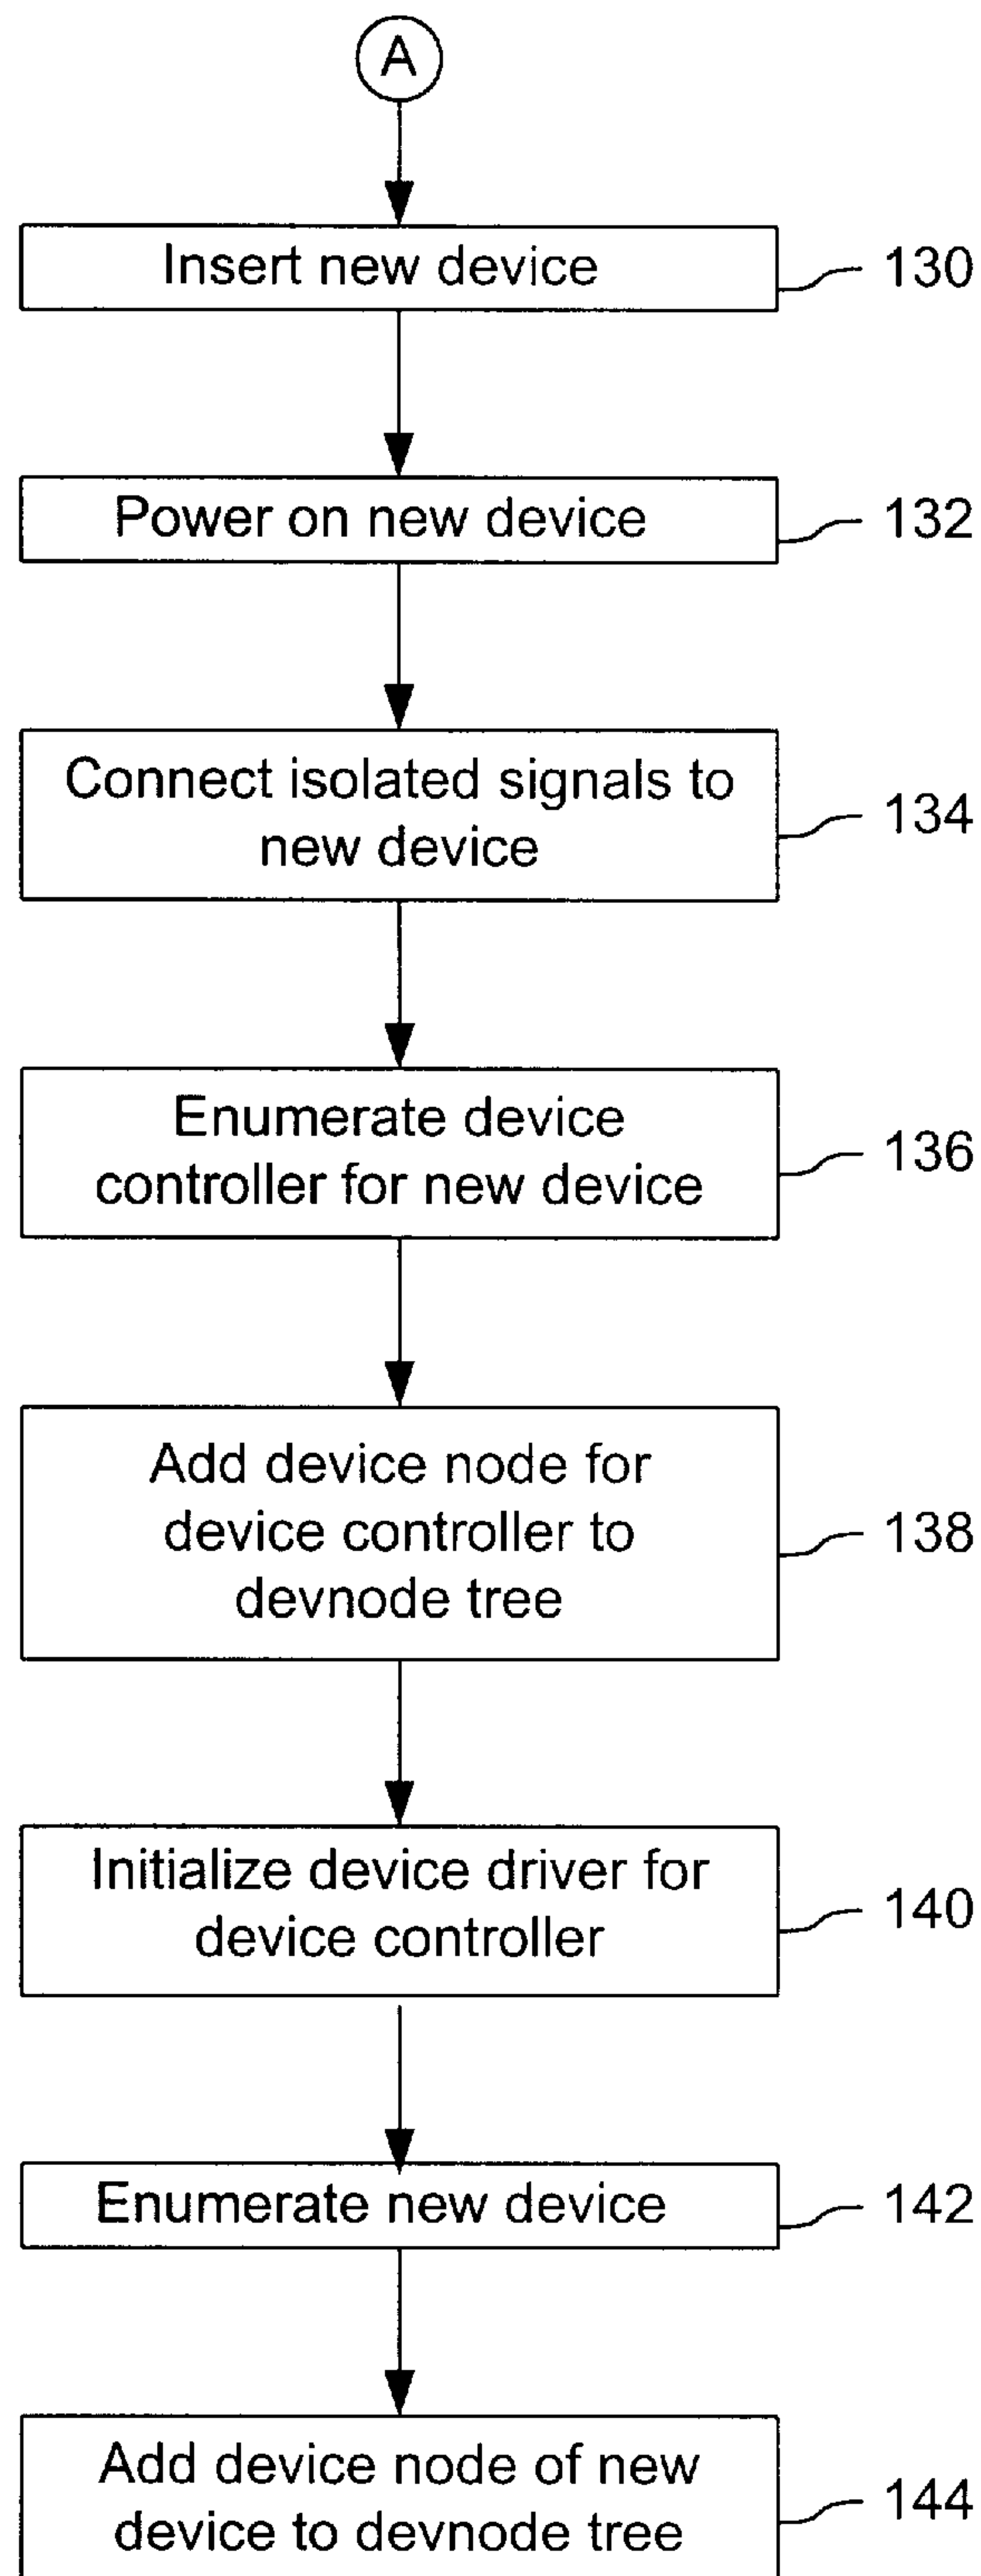 A
Insert new device
130
Power on new device
132
Connect isolated signals to
new device
134
Enumerate device
controller for new device
136
Add device node for
device controller to
devnode tree
138
Initialize device driver for
device controller
140
Enumerate new device
142
Add device node of new
device to devnode tree
144